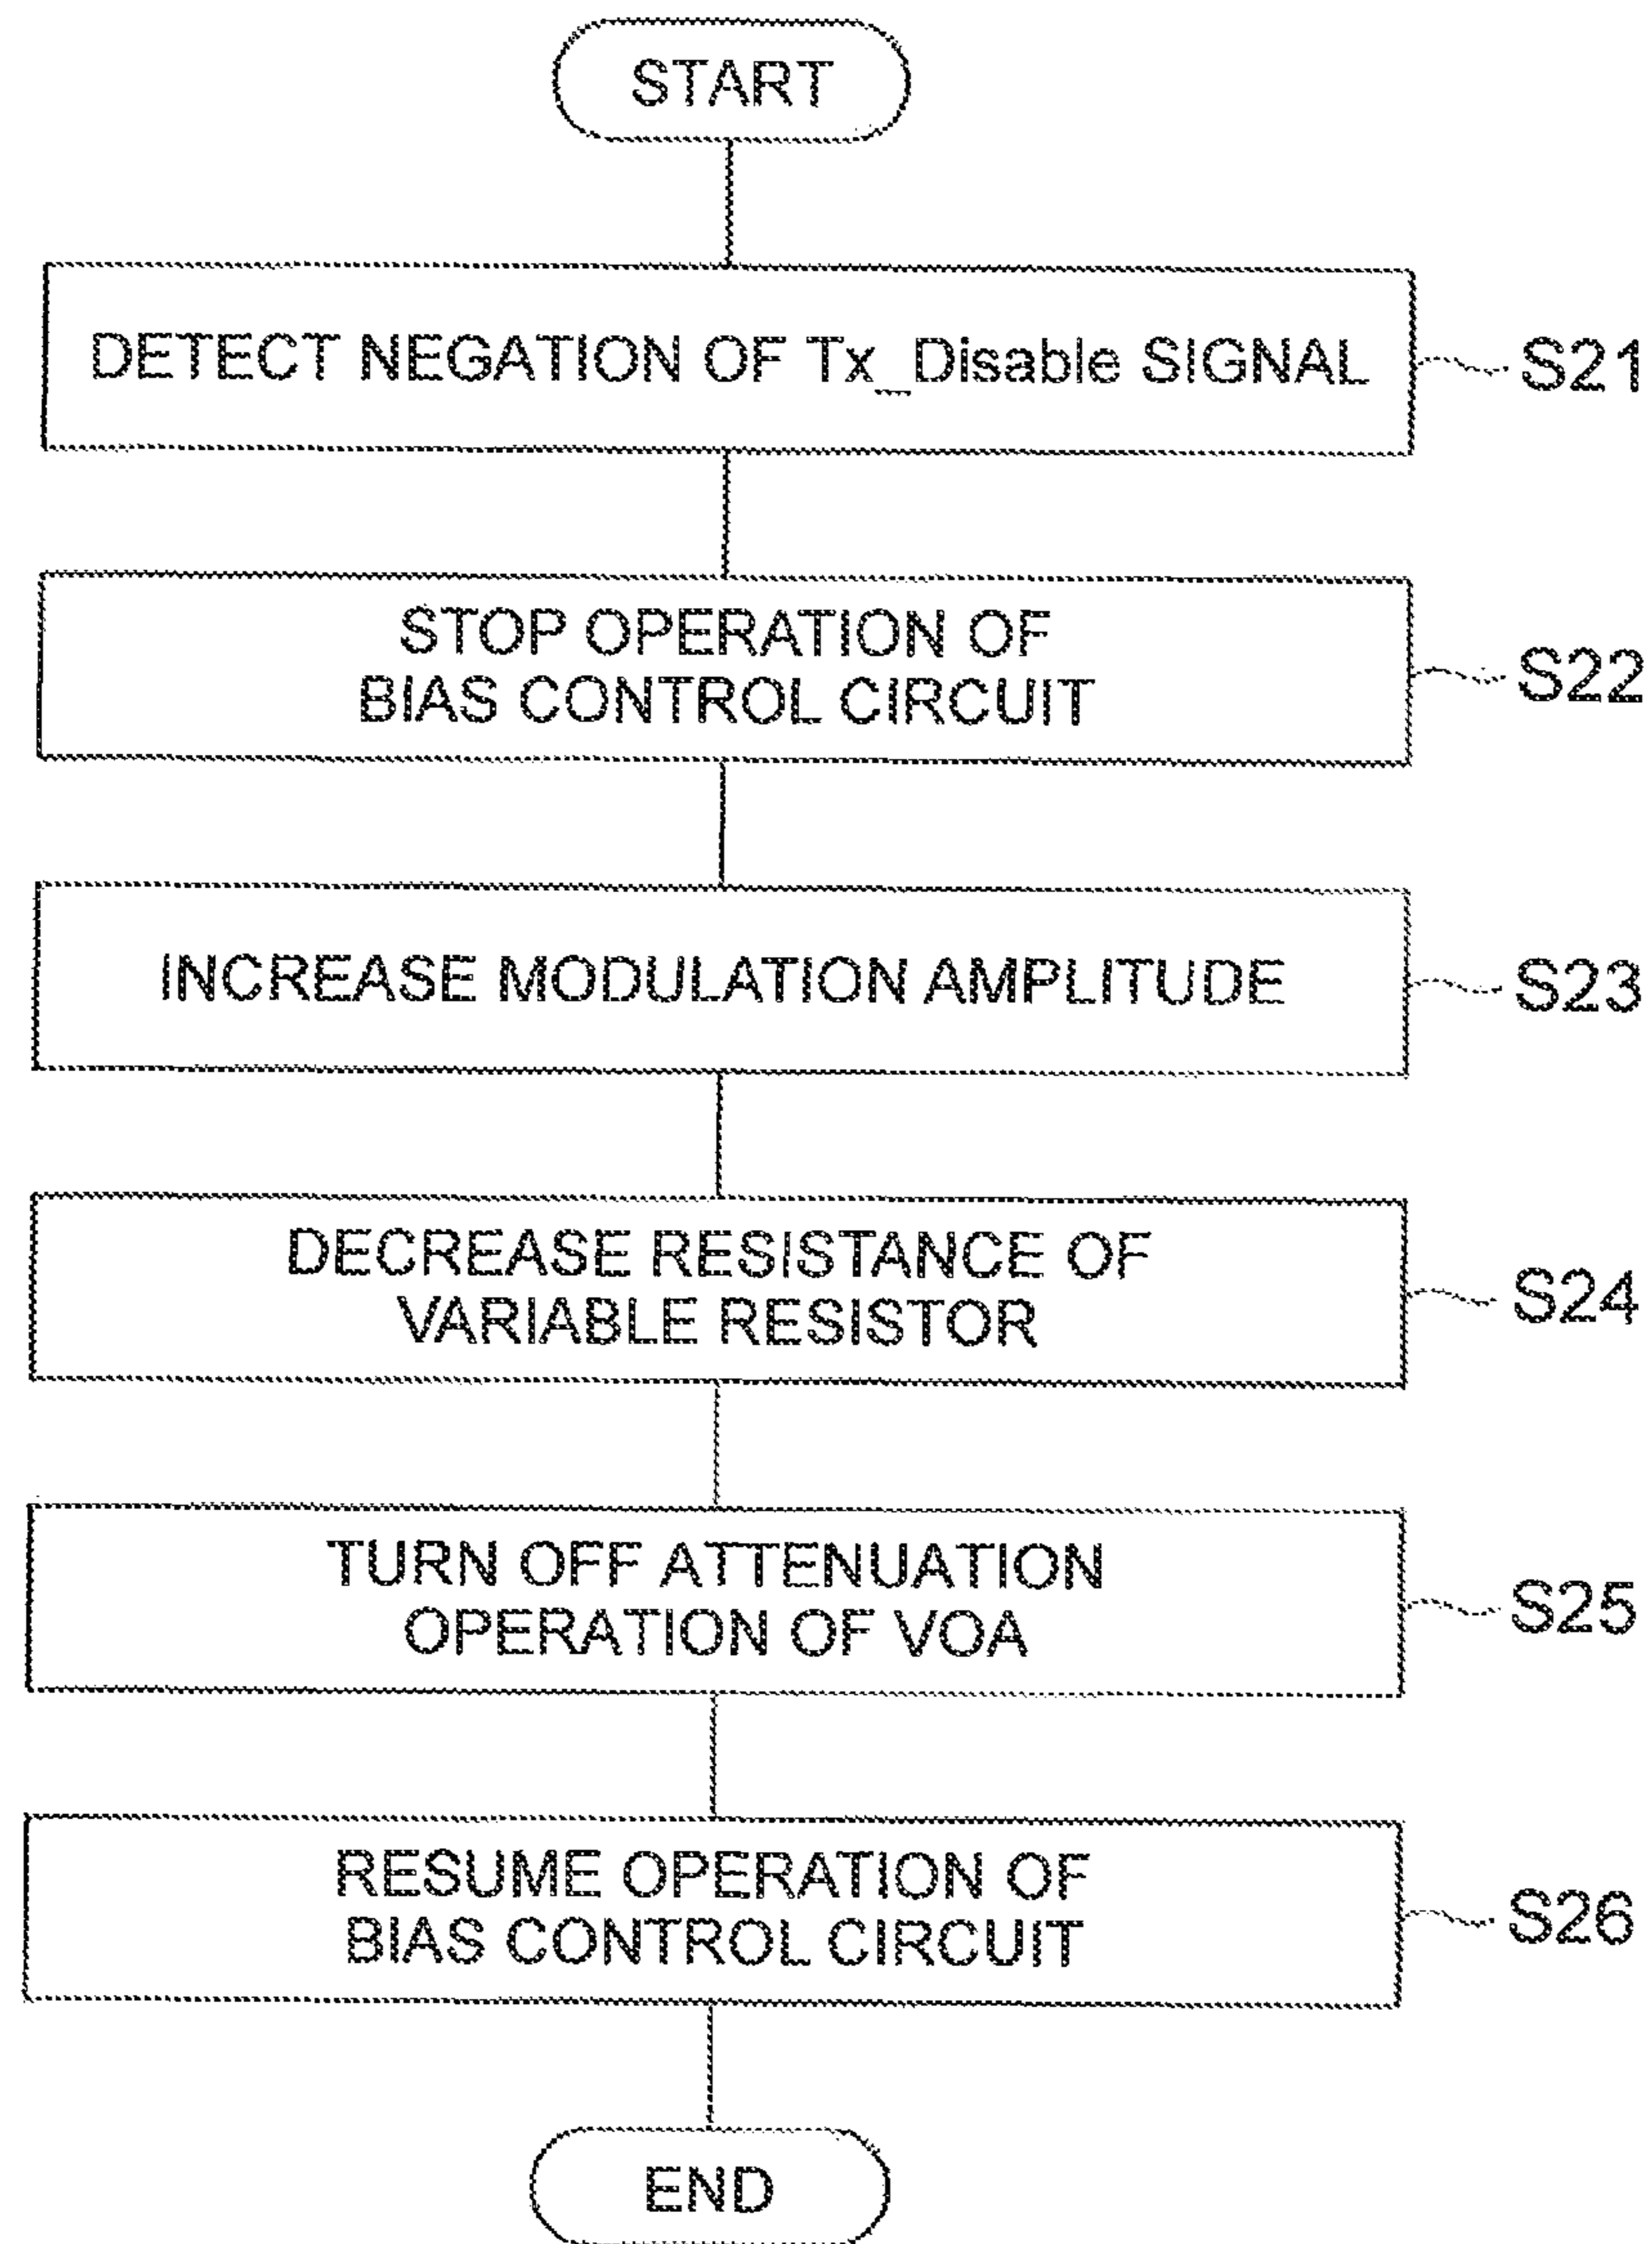 START
DETECT NEGATION OF Tx_Disable SIGNAL
S21
STOP OPERATION OF
BIAS CONTROL CIRCUIT
S22
INCREASE MODULATION AMPLITUDE
S23
DECREASE RESISTANCE OF
VARIABLE RESISTOR
S24
TURN OFF ATTENUATION
OPERATION OF VOA
S25
RESUME OPERATION OF
BIAS CONTROL CIRCUIT
S26
END